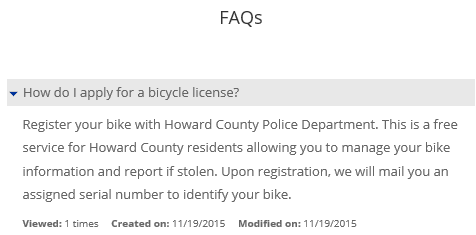 FAQs
How do I apply for a bicycle license?
Register your bike with Howard County Police Department. This is a free
service for Howard County residents allowing you to manage your bike
information and report if stolen. Upon registration, we will mail you an
assigned serial number to identify your bike.
Viewed: 1 times Created on: 11/19/2015 Modified on: 11/19/2015